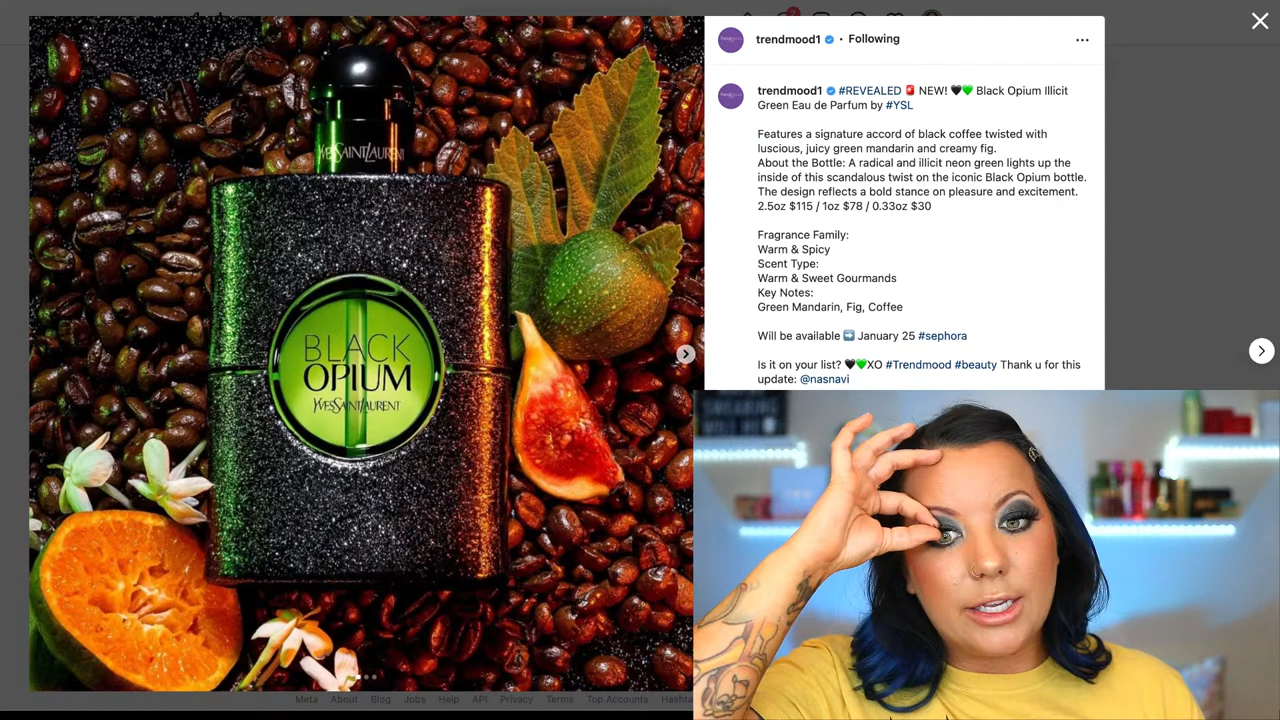 YVESSAINTLAURENT
BLACK
OPIUM
YVESSAINTLAURENT
trendmood1 • Following
trendmood1 #REVEALED 🚨 NEW! 🖤💚 Black Opium Illicit
Green Eau de Parfum by #YSL
Features a signature accord of black coffee twisted with
luscious, juicy green mandarin and creamy fig.
About the Bottle: A radical and illicit neon green lights up the
inside of this scandalous twist on the iconic Black Opium bottle.
The design reflects a bold stance on pleasure and excitement.
2.5oz $115 / 1oz $78 / 0.33oz $30
Fragrance Family:
Warm & Spicy
Scent Type:
Warm & Sweet Gourmands
Key Notes:
Green Mandarin, Fig, Coffee
Will be available ➡️ January 25 #sephora
Is it on your list? 🖤💚XO #Trendmood #beauty Thank u for this
update: @nasnavi
Meta About Blog Jobs Help API Privacy Terms Top Accounts Hashta